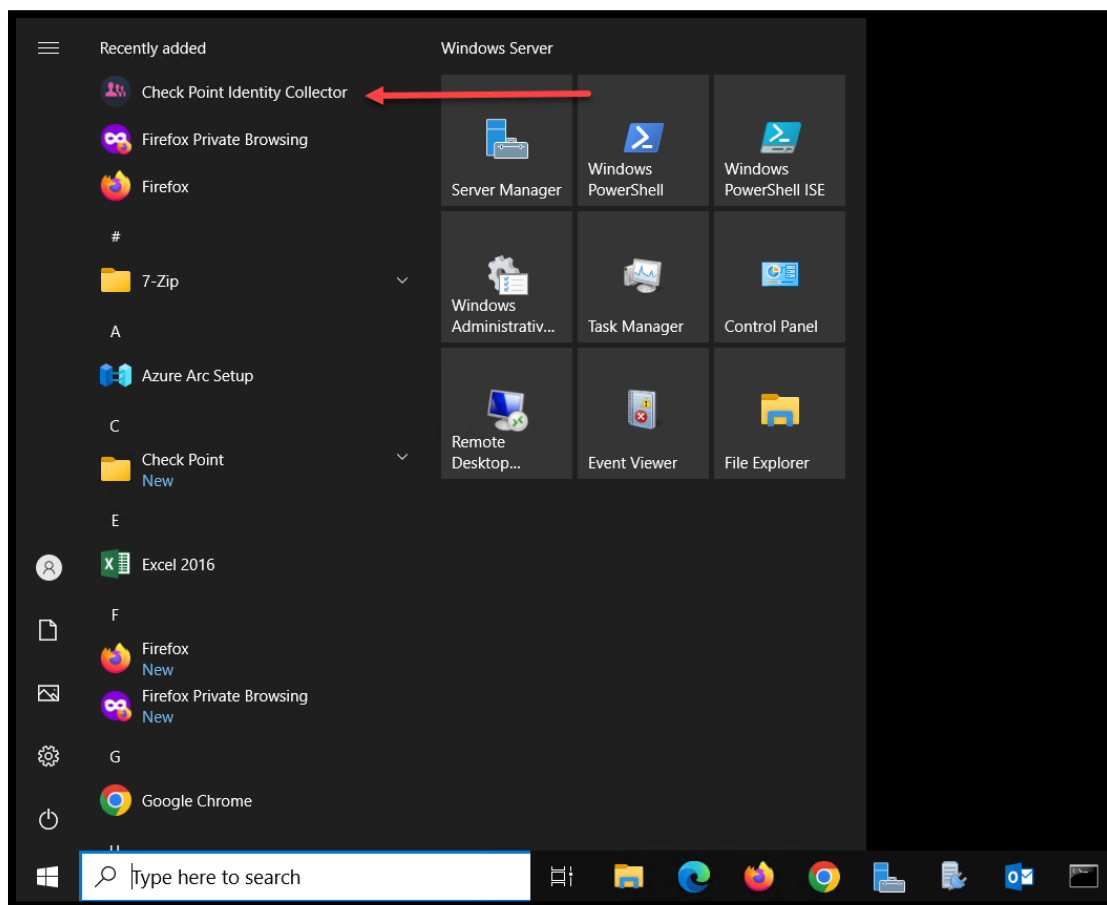 Recently added
Check Point Identity Collector
Firefox Private Browsing
Firefox
#
7-Zip
A
Azure Arc Setup
C
Check Point
New
E
Excel 2016
F
Firefox
New
Firefox Private Browsing
New
G
Google Chrome
Windows Server
Server Manager
Windows
PowerShell
Windows
PowerShell ISE
Windows
Administrativ...
Task Manager
Control Panel
Remote
Desktop...
Event Viewer
File Explorer
Type here to search